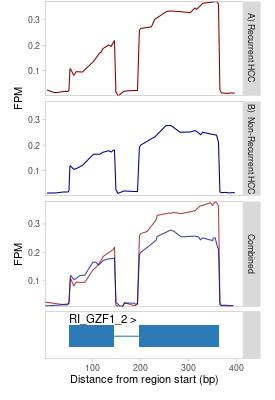 0.3
0.2
0.1
FPM
A) Recurrent HCC
0.3
0.2
0.1
B) Non-Recurrent HCC
0.3
0.2
0.1
FPM
Combined
RI_GZF1_2 >
100 200 300 400
Distance from region start (bp)